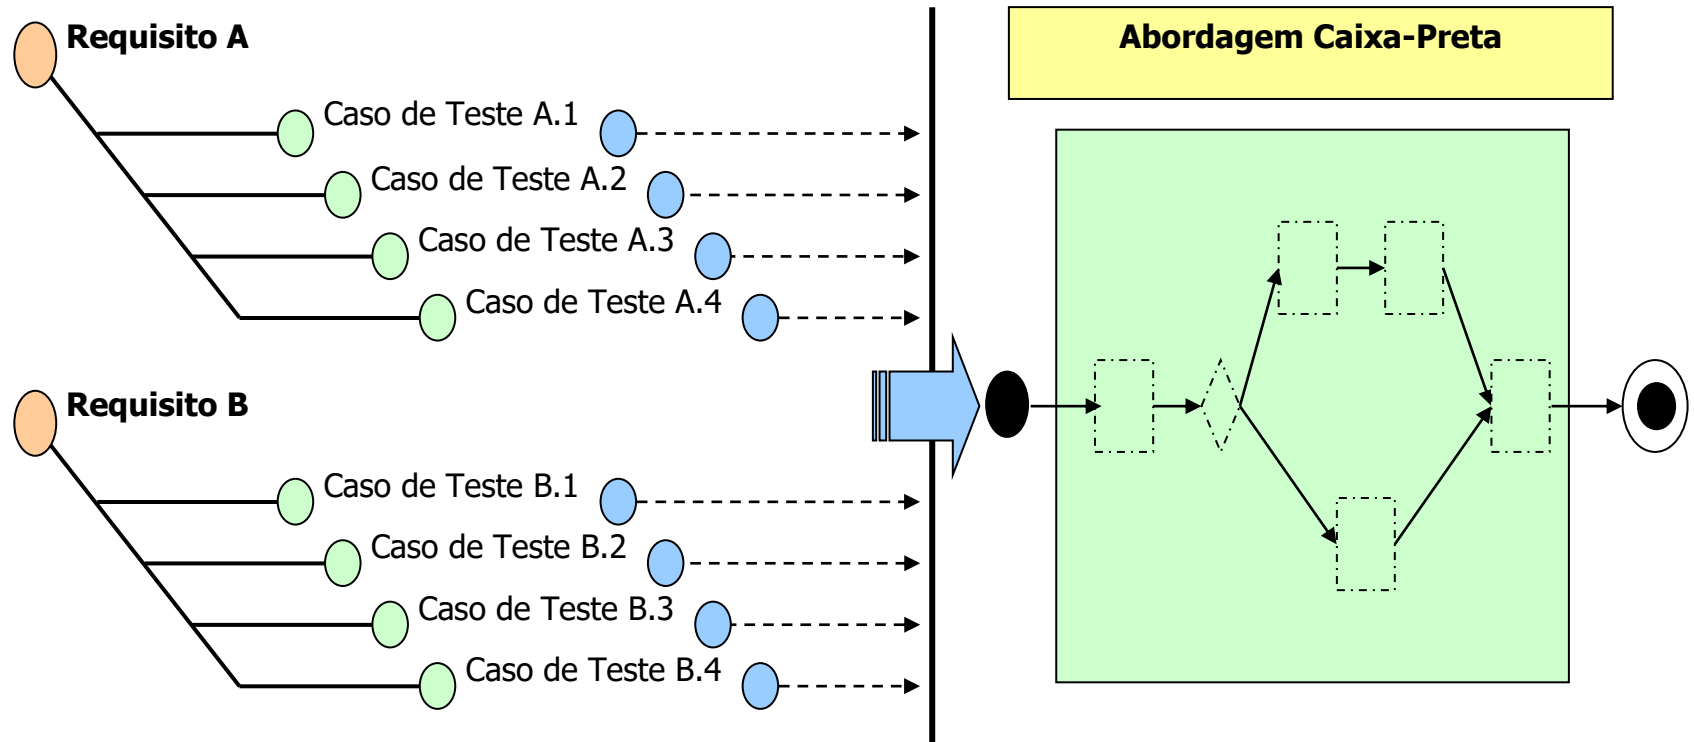 Requisito A
Caso de Teste A.1
Caso de Teste A.2
Caso de Teste A.3
Caso de Teste A.4
Requisito B
Caso de Teste B.1
Caso de Teste B.2
Caso de Teste B.3
Caso de Teste B.4
Abordagem Caixa-Preta